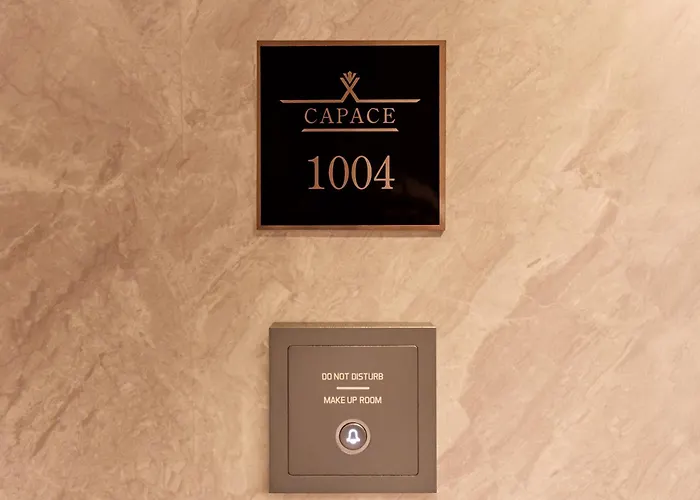 CAPACE
1004
DO NOT DISTURB
MAKE UP ROOM